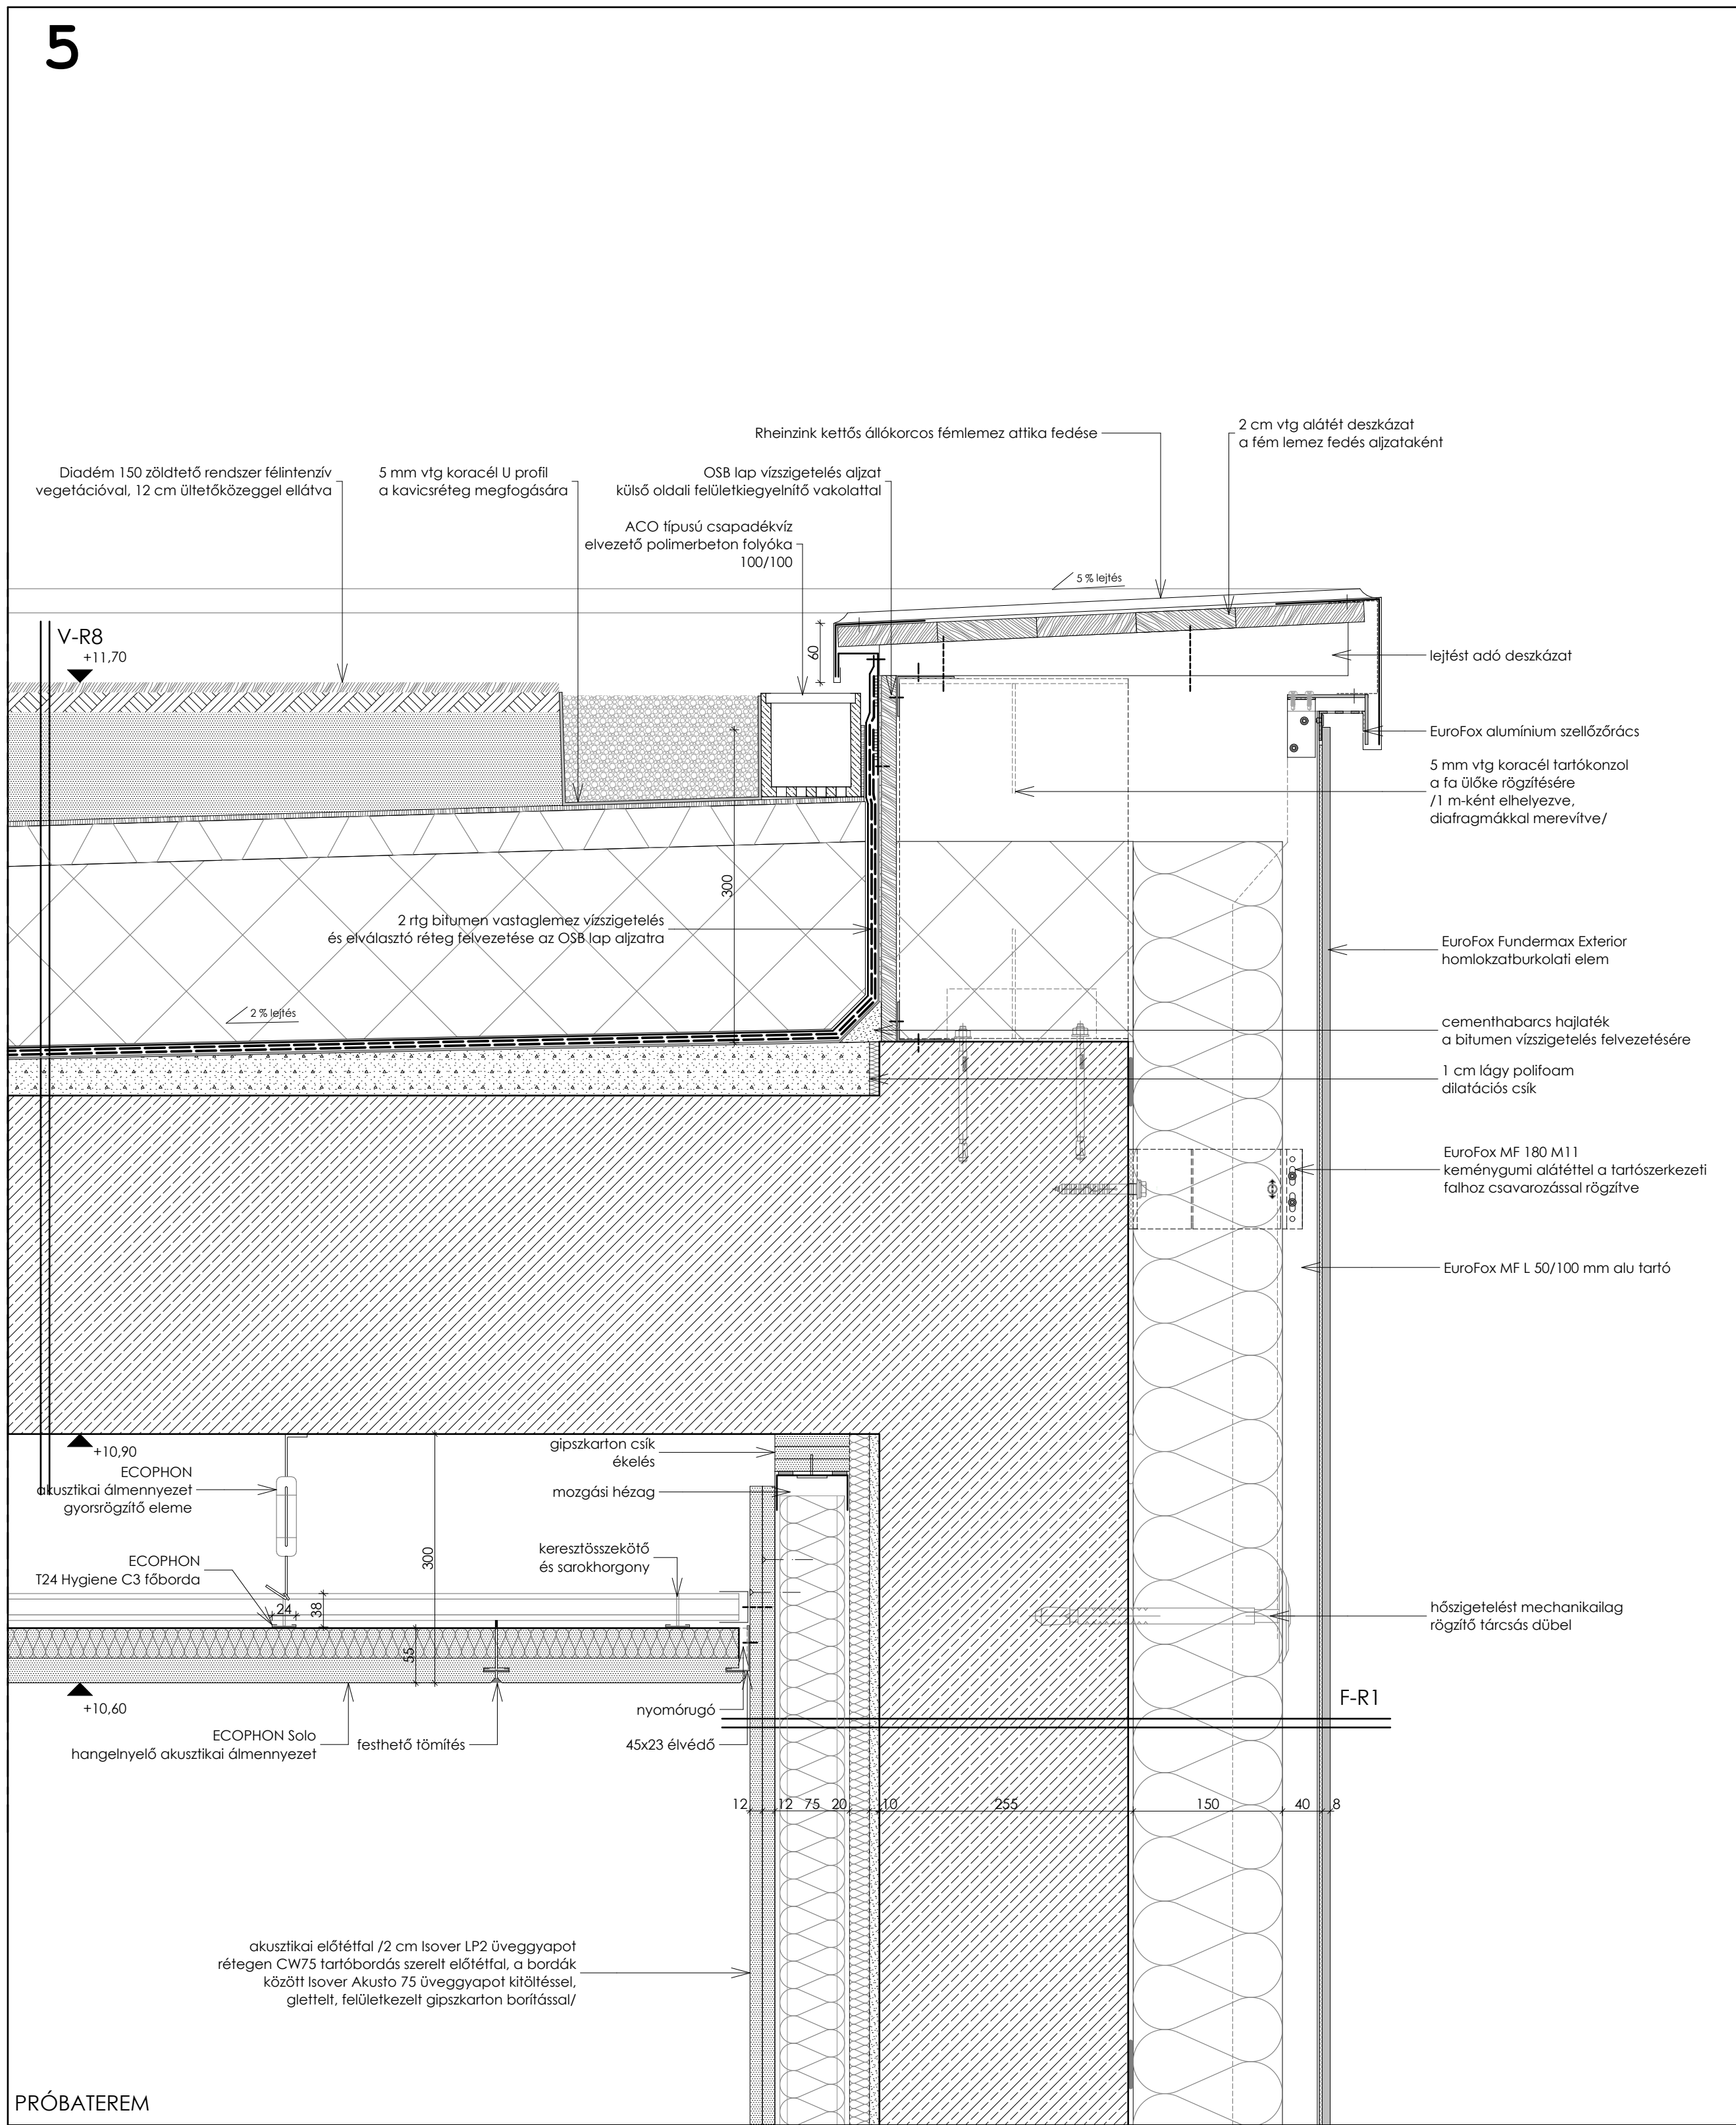 5
Rheinzink kettős állókorcos fémlemez attika fedése
2 cm vtg alátét deszkázat
a fém lemez fedés aljzataként
Diadém 150 zöldtető rendszer félintenzív
vegetációval, 12 cm ültetőközeggel ellátva
5 mm vtg koracél U profil
a kavicsréteg megfogására
OSB lap vízszigetelés aljzat
külső oldali felületkiegyelnítő vakolattal
ACO típusú csapadékvíz
elvezető polimerbeton folyóka
100/100
5 % lejtés
V-R8
+11,70
60
lejtést adó deszkázat
EuroFox alumínium szellőzőrács
5 mm vtg koracél tartókonzol
a fa ülőke rögzítésére
/1 m-ként elhelyezve,
diafragmákkal merevítve/
300
2 rtg bitumen vastaglemez vízszigetelés
és elválasztó réteg felvezetése az OSB lap aljzatra
EuroFox Fundermax Exterior
homlokzatburkolati elem
2 % lejtés
cementhabarcs hajlaték
a bitumen vízszigetelés felvezetésére
1 cm lágy polifoam
dilatációs csík
EuroFox MF 180 M11
keménygumi alátéttel a tartószerkezeti
falhoz csavarozással rögzítve
EuroFox MF L 50/100 mm alu tartó
+10,90
ECOPHON
akusztikai álmennyezet
gyorsrögzítő eleme
gipszkarton csík
ékelés
mozgási hézag
ECOPHON
T24 Hygiene C3 főborda
300
keresztösszekötő
és sarokhorgony
24
38
55
hőszigetelést mechanikailag
rögzítő tárcsás dübel
+10,60
nyomórugó
F-R1
ECOPHON Solo
hangelnyelő akusztikai álmennyezet
festhető tömítés
45x23 élvédő
12 12 75 20 10 255 150 40 8
akusztikai előtétfal /2 cm Isover LP2 üveggyapot
rétegen CW75 tartóbordás szerelt előtétfal, a bordák
között Isover Akusto 75 üveggyapot kitöltéssel,
glettelt, felületkezelt gipszkarton borítással/
PRÓBATEREM